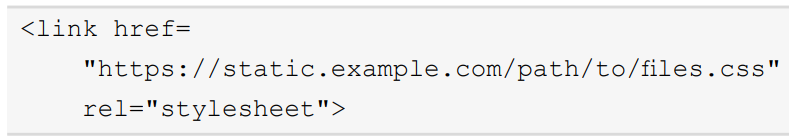 <link href=
"https://static.example.com/path/to/files.css"
rel="stylesheet">